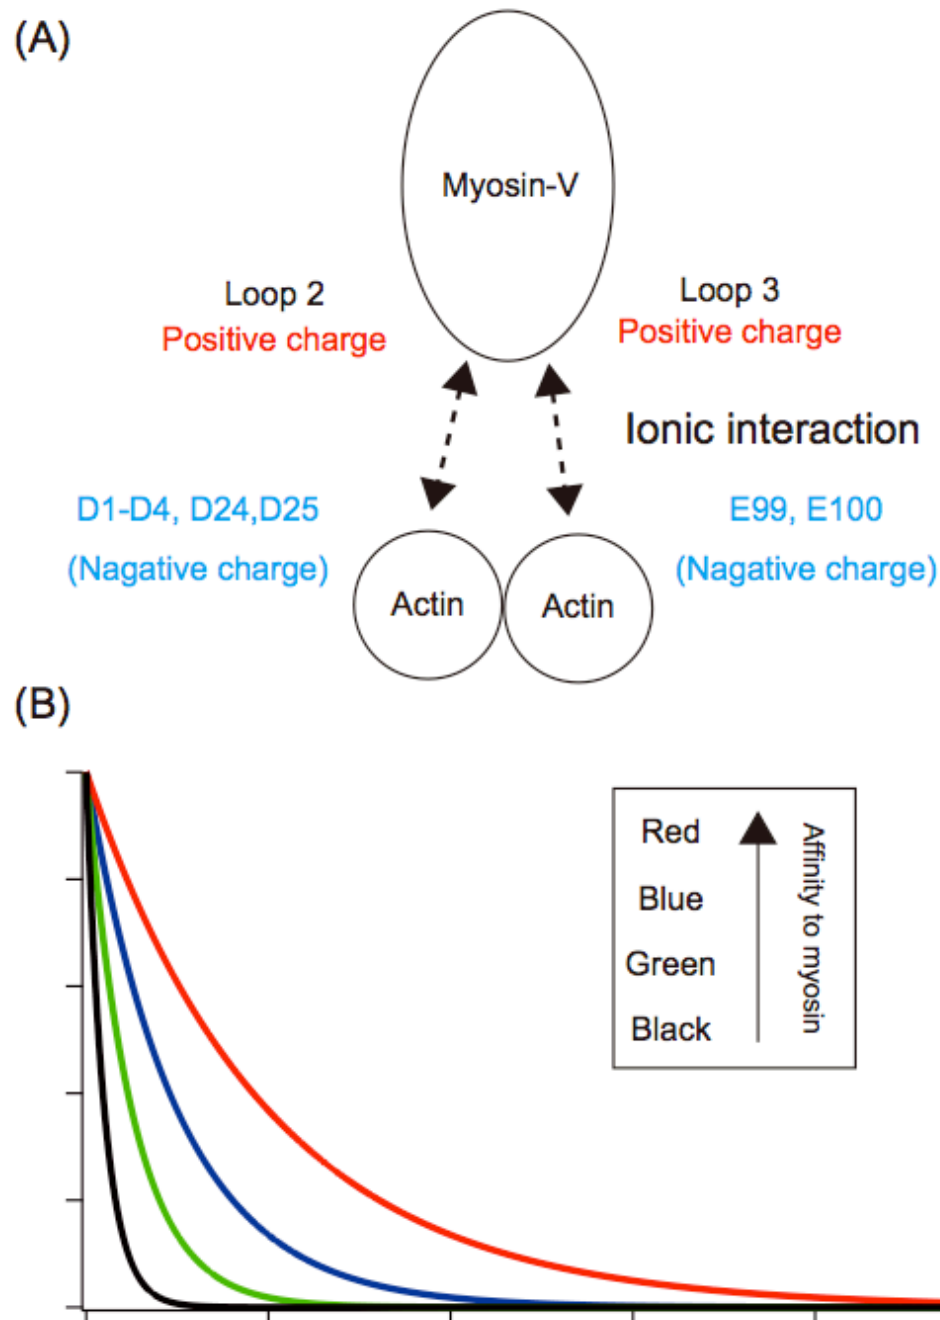 (A)
Myosin-V
Loop 2
Positive charge
Loop 3
Positive charge
Ionic interaction
D1-D4, D24,D25
(Nagative charge)
E99, E100
(Nagative charge)
Actin
Actin
(B)
Red
Blue
Green
Black
Affinity to myosin